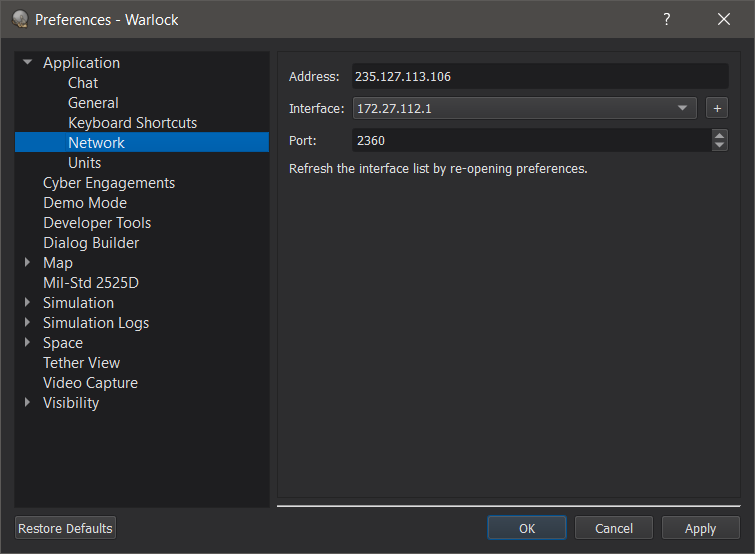 Preferences - Warlock
?
Application
Chat
General
Keyboard Shortcuts
Network
Units
Cyber Engagements
Demo Mode
Developer Tools
Dialog Builder
Map
Mil-Std 2525D
Simulation
Simulation Logs
Space
Tether View
Video Capture
Visibility
Address: 235.127.113.106
Interface: 172.27.112.1 +
Port: 2360
Refresh the interface list by re-opening preferences.
Restore Defaults OK Cancel Apply